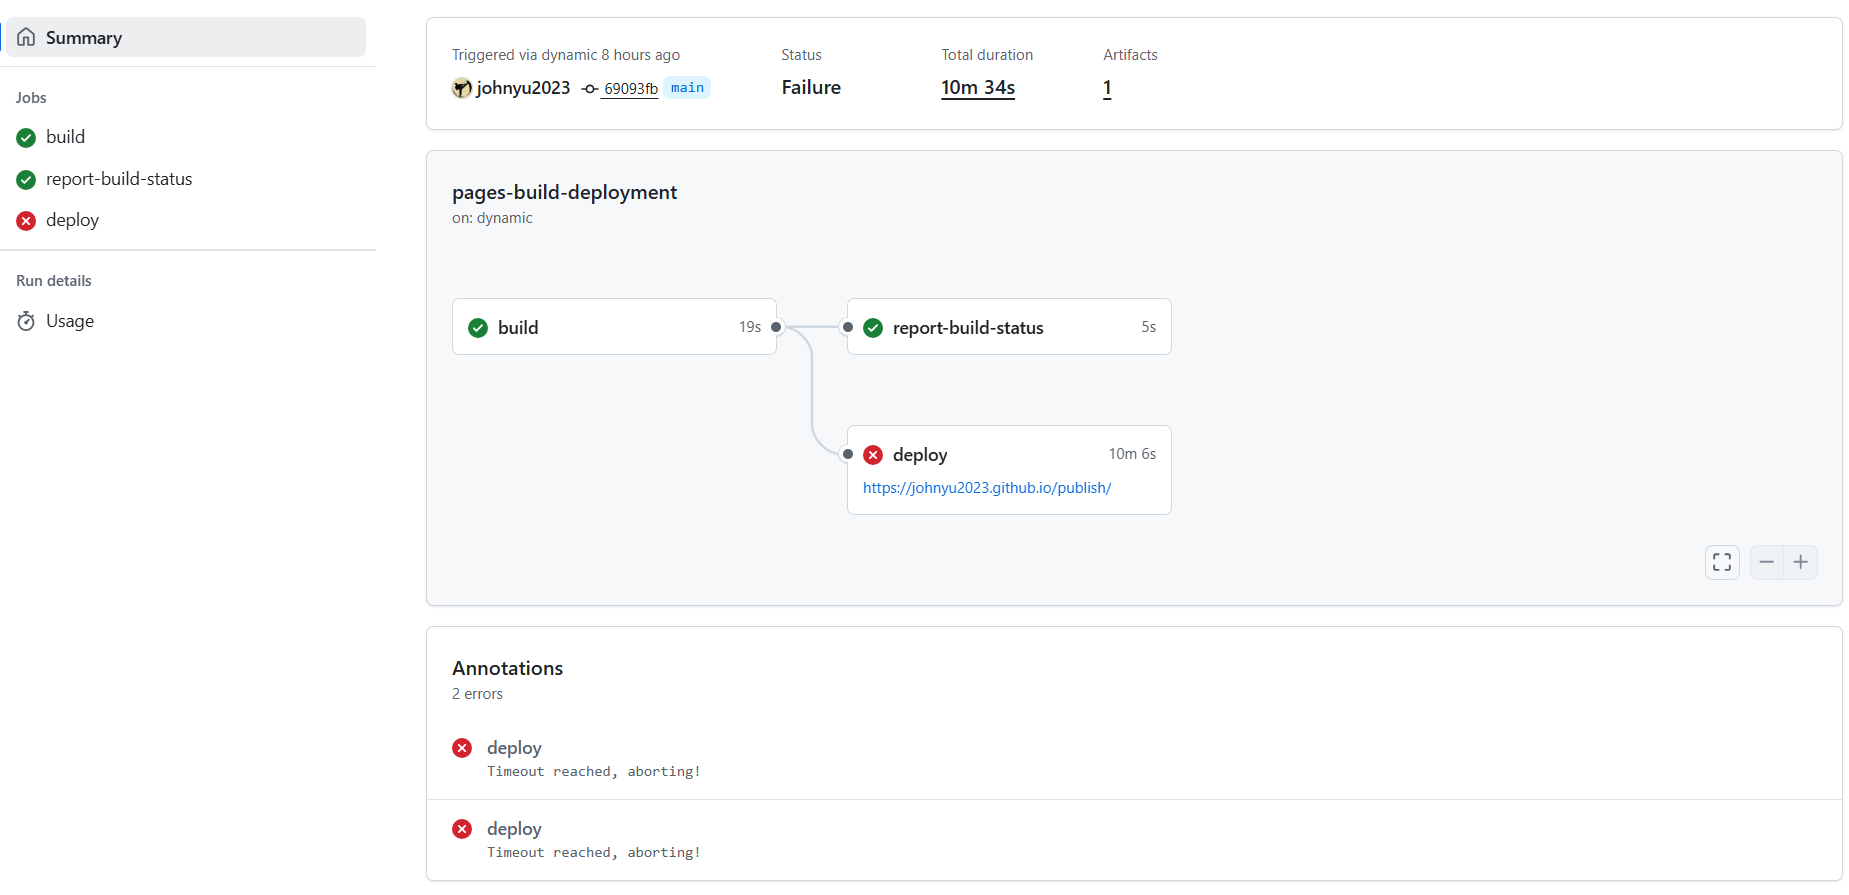 Summary
Jobs
build
report-build-status
deploy
Run details
Usage
Triggered via dynamic 8 hours ago
johnyu2023 69093fb main
Status
Failure
Total duration
10m 34s
Artifacts
1
pages-build-deployment
on: dynamic
build 19s
report-build-status 5s
deploy 10m 6s
https://johnyu2023.github.io/publish/
Annotations
2 errors
deploy
Timeout reached, aborting!
deploy
Timeout reached, aborting!